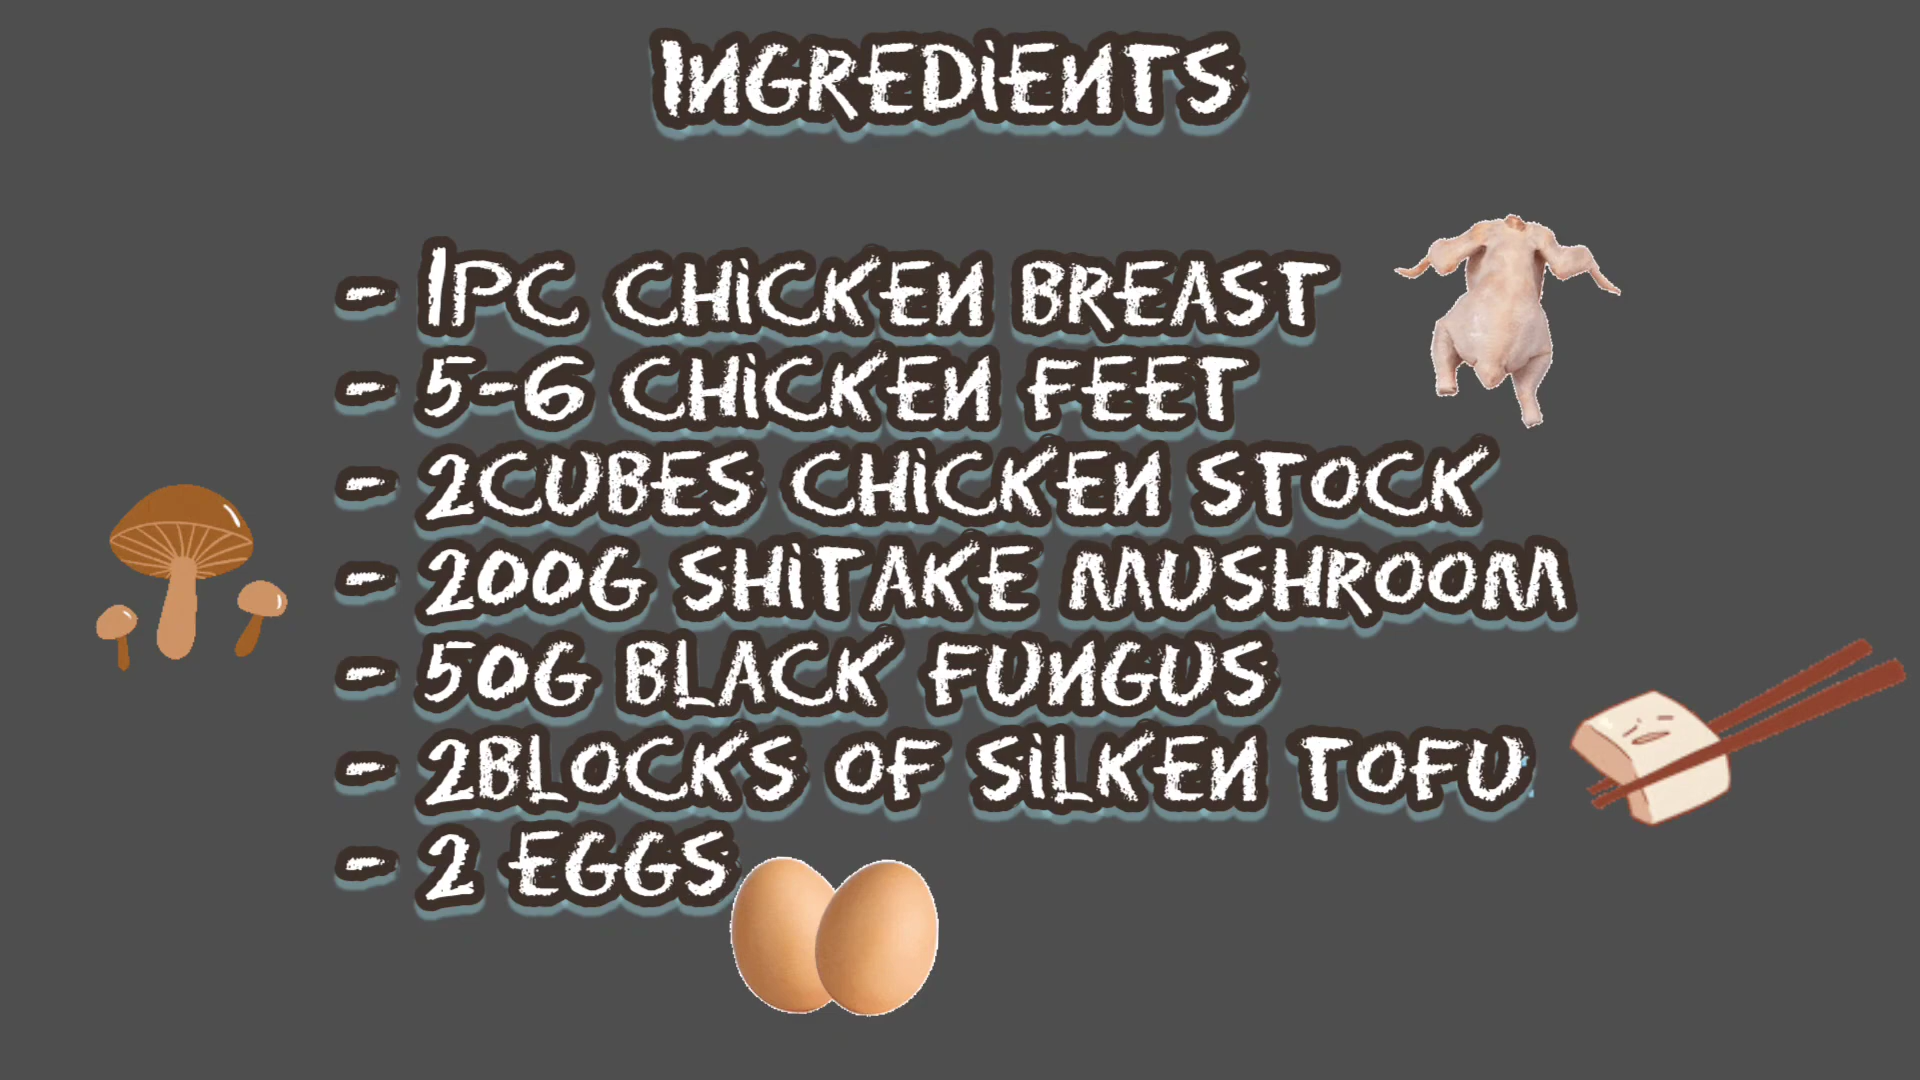 INGREDIENTS
- 1PC CHICKEN BREAST
- 5-6 CHICKEN FEET
- 2CUBES CHICKEN STOCK
- 200G SHITAKE MUSHROOM
- 50G BLACK FUNGUS
- 2BLOCKS OF SILKEN TOFU
- 2 EGGS